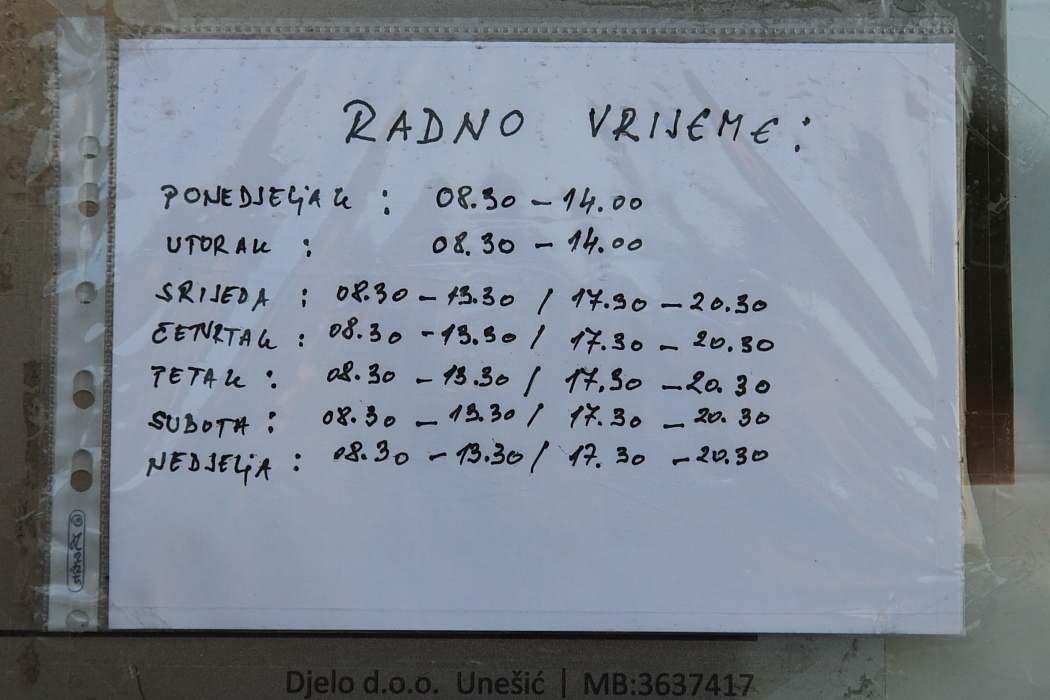 RADNO VRIJEME:
PONEDJELjAK : 08.30 – 14.00
UTORAK : 08.30 – 14.00
SRIJEDA : 08.30 – 13.30 / 17.30 – 20.30
ČETVRTAK : 08.30 – 13.30 / 17.30 – 20.30
PETAK : 08.30 – 13.30 / 17.30 – 20.30
SUBOTA : 08.30 – 13.30 / 17.30 – 20.30
NEDJELjA : 08.30 – 13.30 / 17.30 – 20.30
Djelo d.o.o. Unešić | MB:3637417